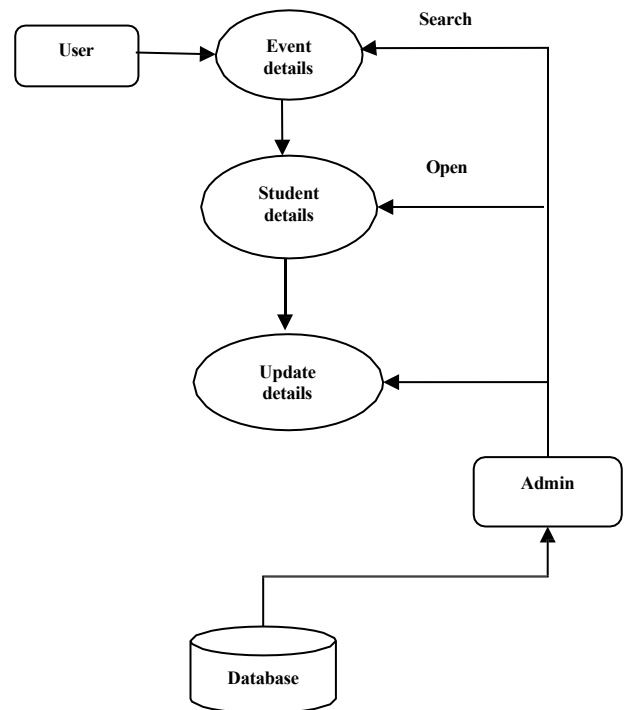 Search
User
Event
details
Open
Student
details
Update
details
Admin
Database